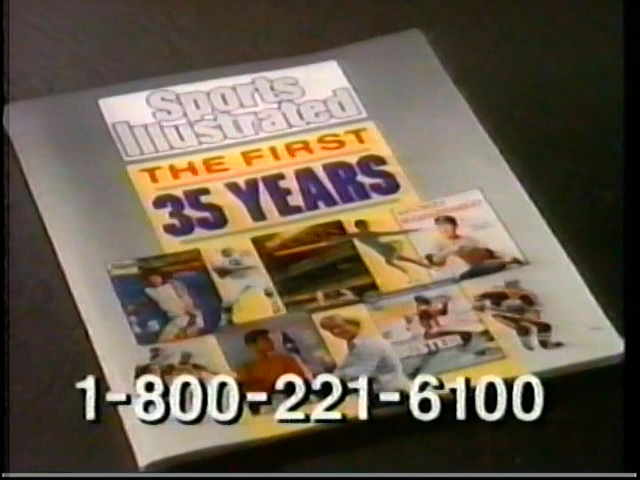 Sports
Illustrated
THE FIRST
35 YEARS
1-800-221-6100